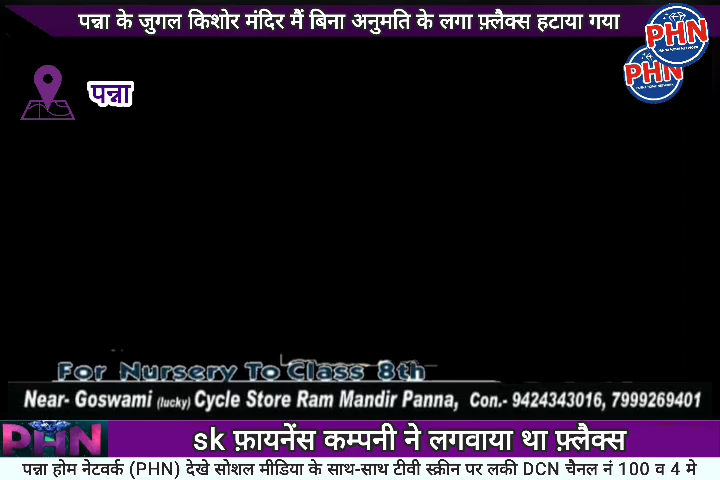 पन्ना के जुगल किशोर मंदिर मैं बिना अनुमति के लगा फ़्लैक्स हटाया गया
PHN
PHN
पन्ना
For Nursery To Class 8th
Near- Goswami (lucky) Cycle Store Ram Mandir Panna, Con.- 9424343016, 7999269401
PHN
sk फ़ायनेंस कम्पनी ने लगवाया था फ़्लैक्स
पन्ना होम नेटवर्क (PHN) देखे सोशल मीडिया के साथ-साथ टीवी स्क्रीन पर लकी DCN चैनल नं 100 व 4 मे